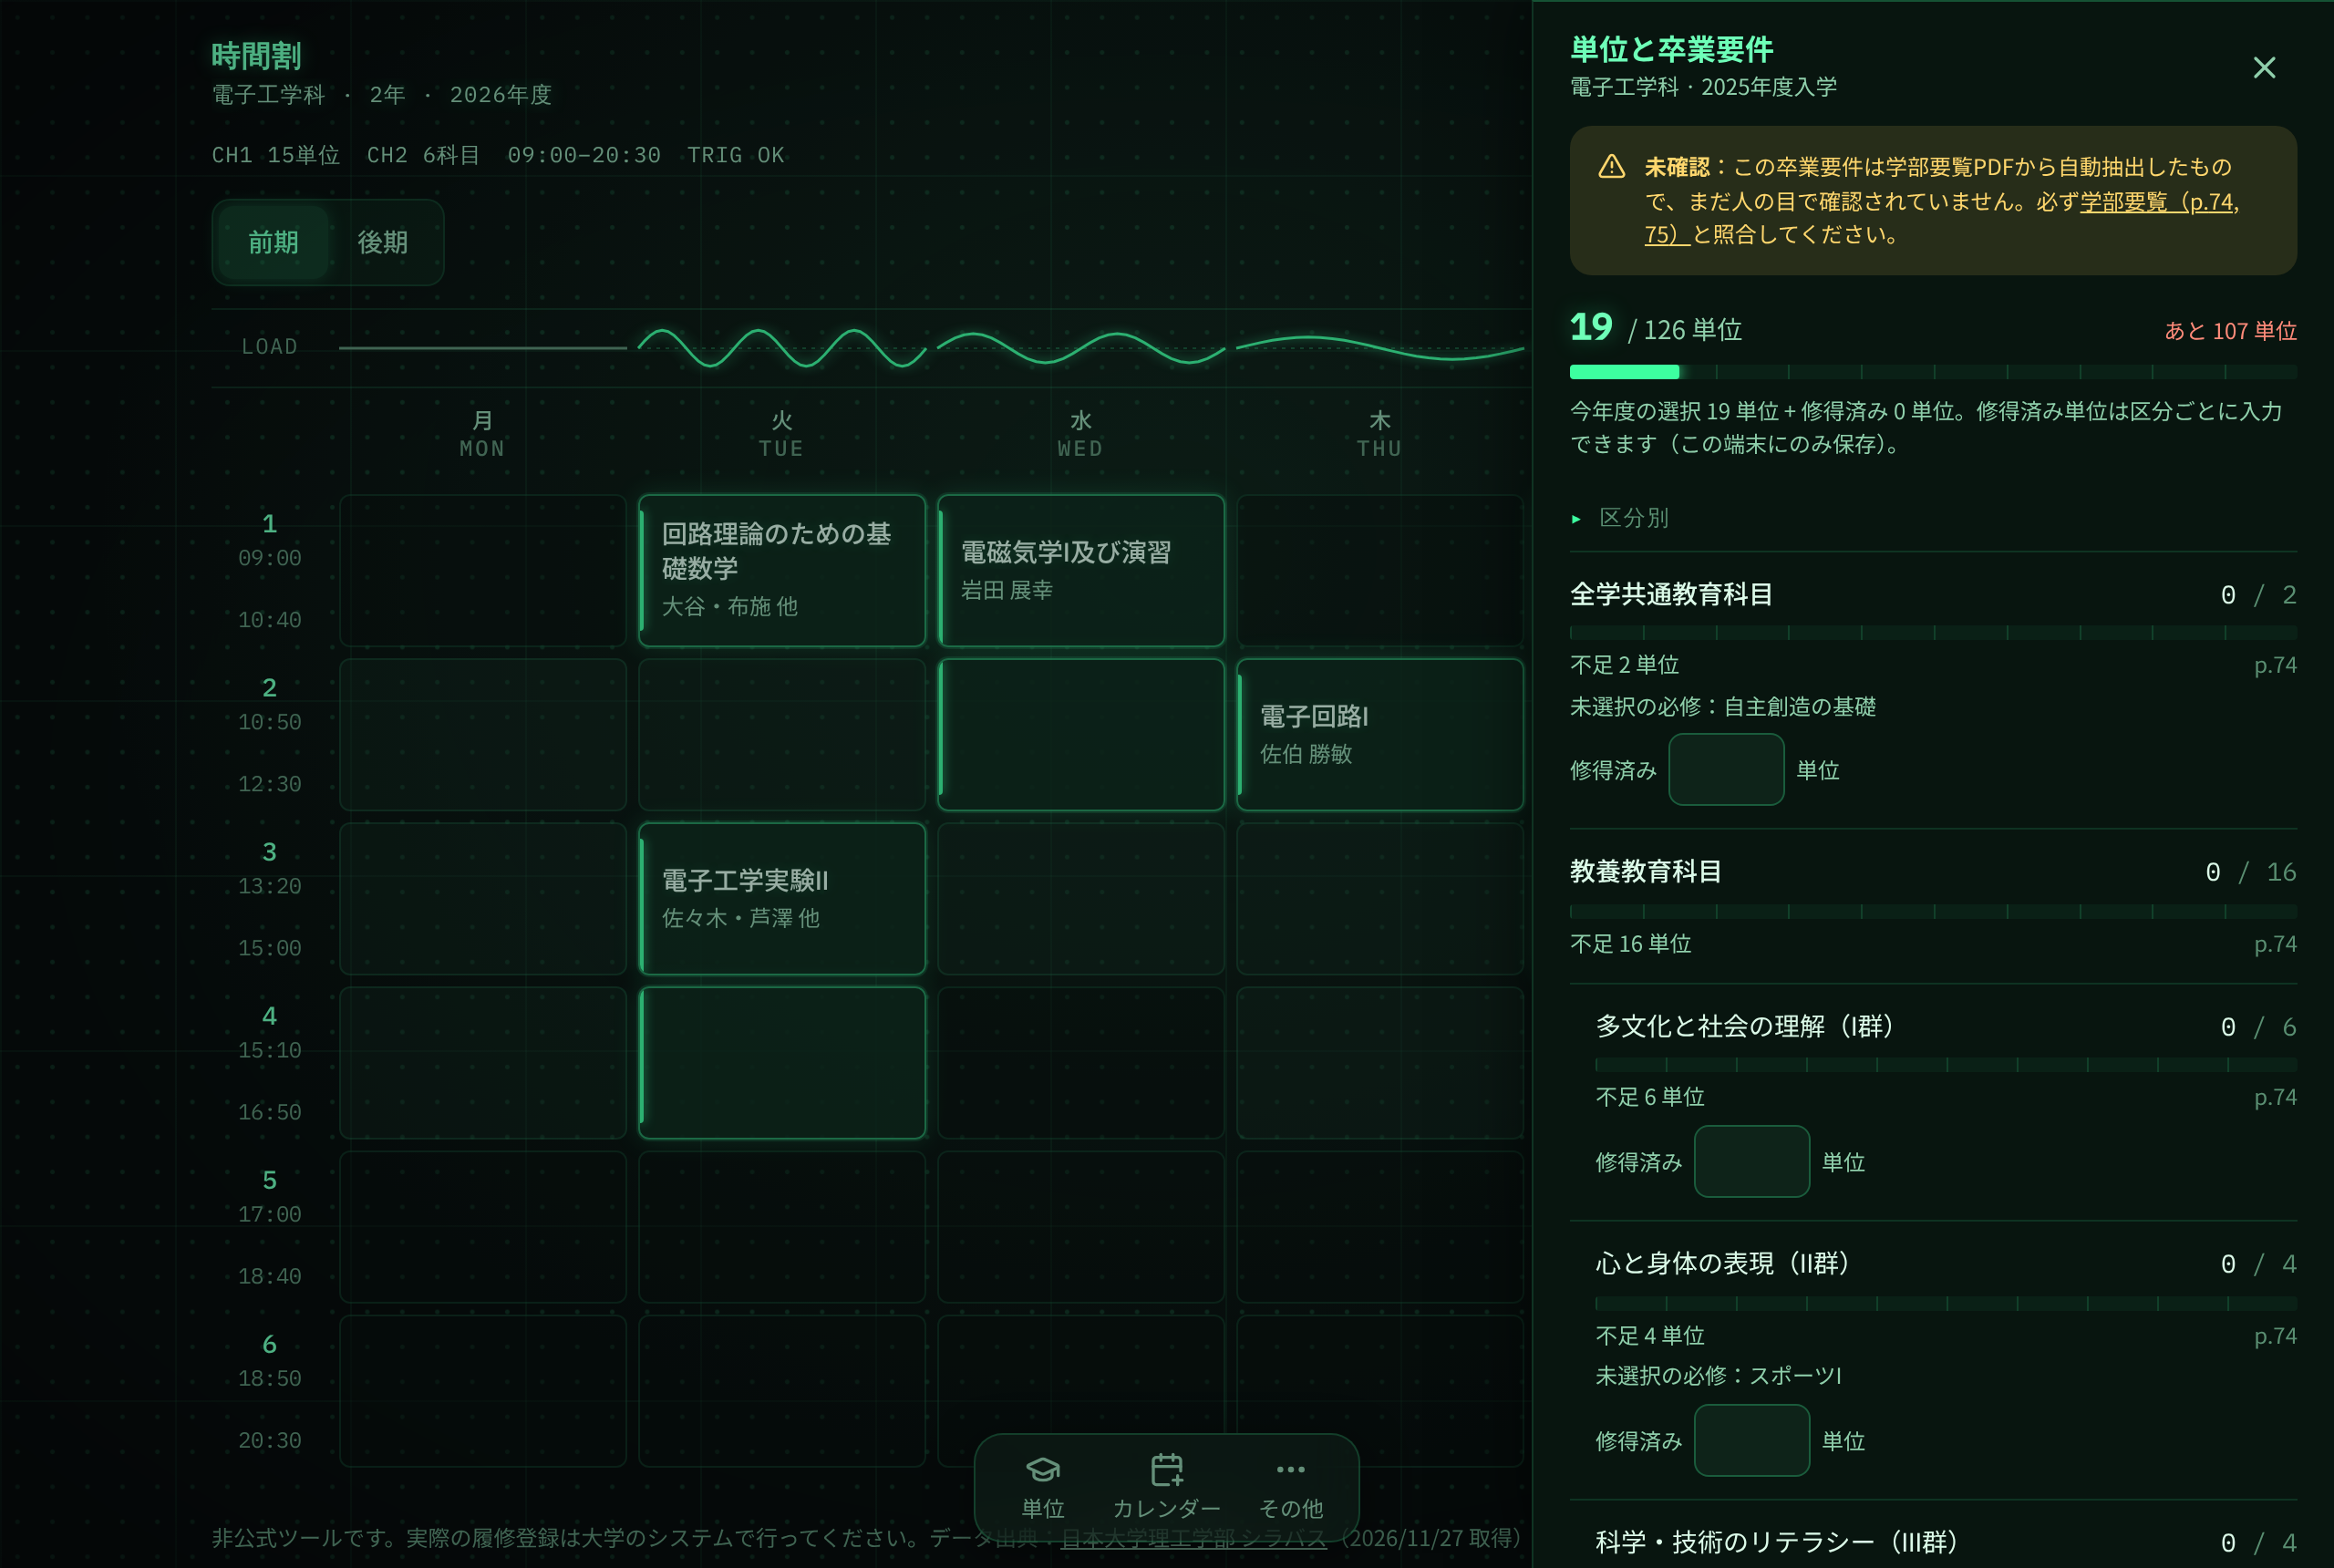 時間割
電子工学科 · 2年 · 2026年度
CH1 15単位 CH2 6科目 09:00−20:30 TRIG OK
前期 後期
LOAD
月 火 水 木
MON TUE WED THU
1
09:00
10:40
回路理論のための基
礎数学
大谷・布施 他
電磁気学I及び演習
岩田 展幸
2
10:50
12:30
電子回路I
佐伯 勝敏
3
13:20
15:00
電子工学実験II
佐々木・芦澤 他
4
15:10
16:50
5
17:00
18:40
6
18:50
20:30
単位 カレンダー その他
非公式ツールです。実際の履修登録は大学のシステムで行ってください。データ出典：日本大学理工学部 シラバス（2026/11/27 取得）
単位と卒業要件
電子工学科 · 2025年度入学
未確認：この卒業要件は学部要覧PDFから自動抽出したもの
で、まだ人の目で確認されていません。必ず学部要覧（p.74,
75）と照合してください。
19 / 126 単位 あと 107 単位
今年度の選択 19 単位 + 修得済み 0 単位。修得済み単位は区分ごとに入力
できます（この端末にのみ保存）。
▸ 区分別
全学共通教育科目 0 / 2
不足 2 単位 p.74
未選択の必修：自主創造の基礎
修得済み 単位
教養教育科目 0 / 16
不足 16 単位 p.74
多文化と社会の理解（I群） 0 / 6
不足 6 単位 p.74
修得済み 単位
心と身体の表現（II群） 0 / 4
不足 4 単位 p.74
未選択の必修：スポーツI
修得済み 単位
科学・技術のリテラシー（III群） 0 / 4